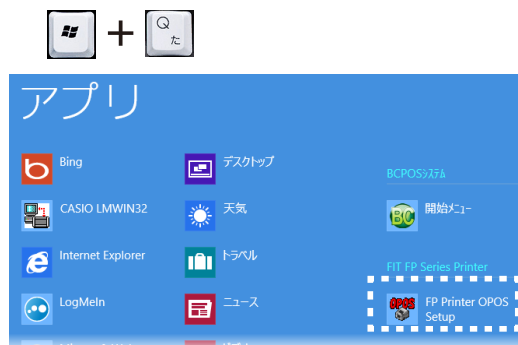 +
Q
た
アプリ
Bing
デスクトップ
BCPOSシステム
CASIO LMWIN32
天気
BC
開始メニュー
Internet Explorer
トラベル
FIT FP Series Printer
LogMeIn
ニュース
OPOS
FP Printer OPOS
Setup